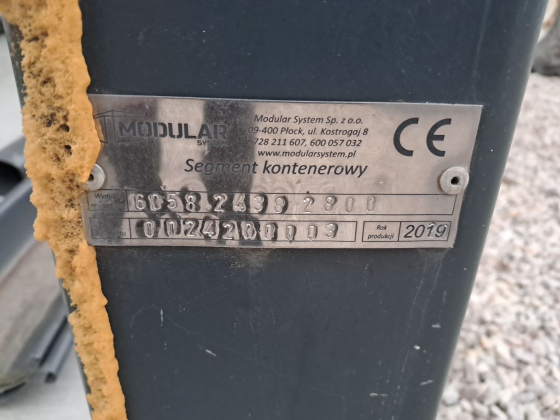 MODULAR
SYSTEM
Modular System Sp. z o.o.
09-400 Płock, ul. Kostrogaj 8
728 211 607, 600 057 032
www.modularsystem.pl
CE
Segment kontenerowy
6058 2438 2800
Rok produkcji 2019